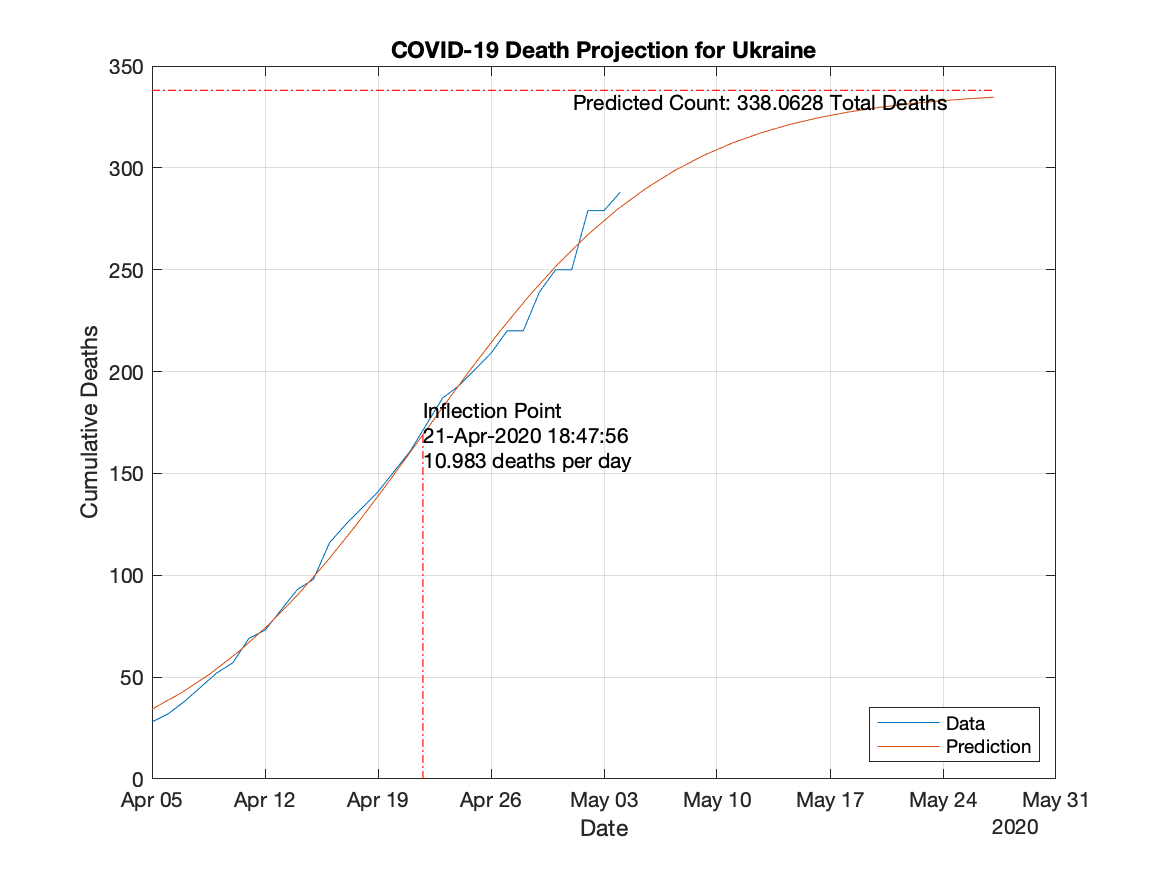 COVID-19 Death Projection for Ukraine
350
300
250
200
150
100
50
0
Cumulative Deaths
Predicted Count: 338.0628 Total Deaths
Inflection Point
21-Apr-2020 18:47:56
10.983 deaths per day
Data
Prediction
Apr 05 Apr 12 Apr 19 Apr 26 May 03 May 10 May 17 May 24 May 31
Date
2020